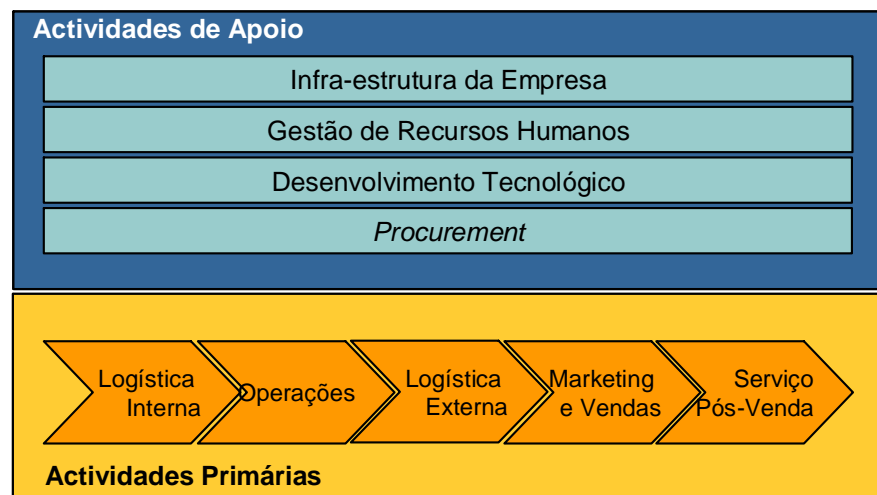 Actividades de Apoio
Infra-estrutura da Empresa
Gestão de Recursos Humanos
Desenvolvimento Tecnológico
Procurement
Logística
Interna
Operações
Logística
Externa
Marketing
e Vendas
Serviço
Pós-Venda
Actividades Primárias